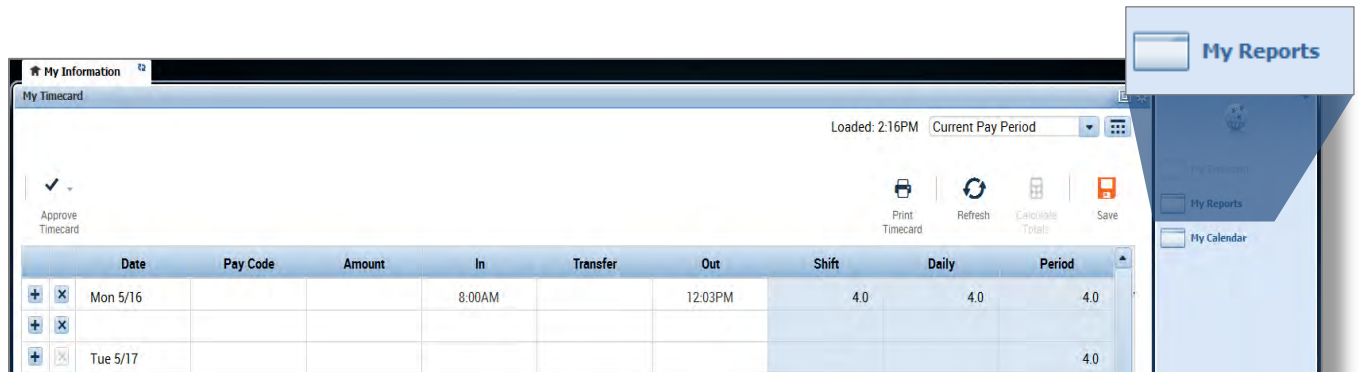 My Reports
My Information
My Timecard
Loaded: 2:16PM Current Pay Period
Approve Timecard
Print Timecard
Refresh
Calculate Totals
Save
My Timecard
My Reports
My Calendar
Date Pay Code Amount In Transfer Out Shift Daily Period
Mon 5/16 8:00AM 12:03PM 4.0 4.0 4.0
Tue 5/17 4.0